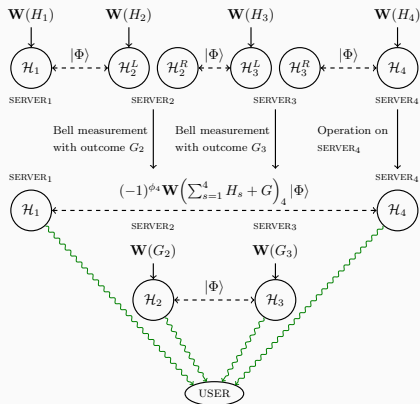 W(H₁) W(H₂) W(H₃) W(H₄)
|Φ⟩ |Φ⟩ |Φ⟩
ℋ₁ ℋ₂ᴸ ℋ₂ᴿ ℋ₃ᴸ ℋ₃ᴿ ℋ₄
SERVER₁ SERVER₂ SERVER₃ SERVER₄
Bell measurement Bell measurement Operation on
with outcome G₂ with outcome G₃ SERVER₄
SERVER₁ SERVER₄
(-1)^{ϕ₄} W(∑_{s=1}^{4} H_s + G)₄ |Φ⟩
ℋ₁ ℋ₄
SERVER₂ SERVER₃
W(G₂) W(G₃)
|Φ⟩
ℋ₂ ℋ₃
USER